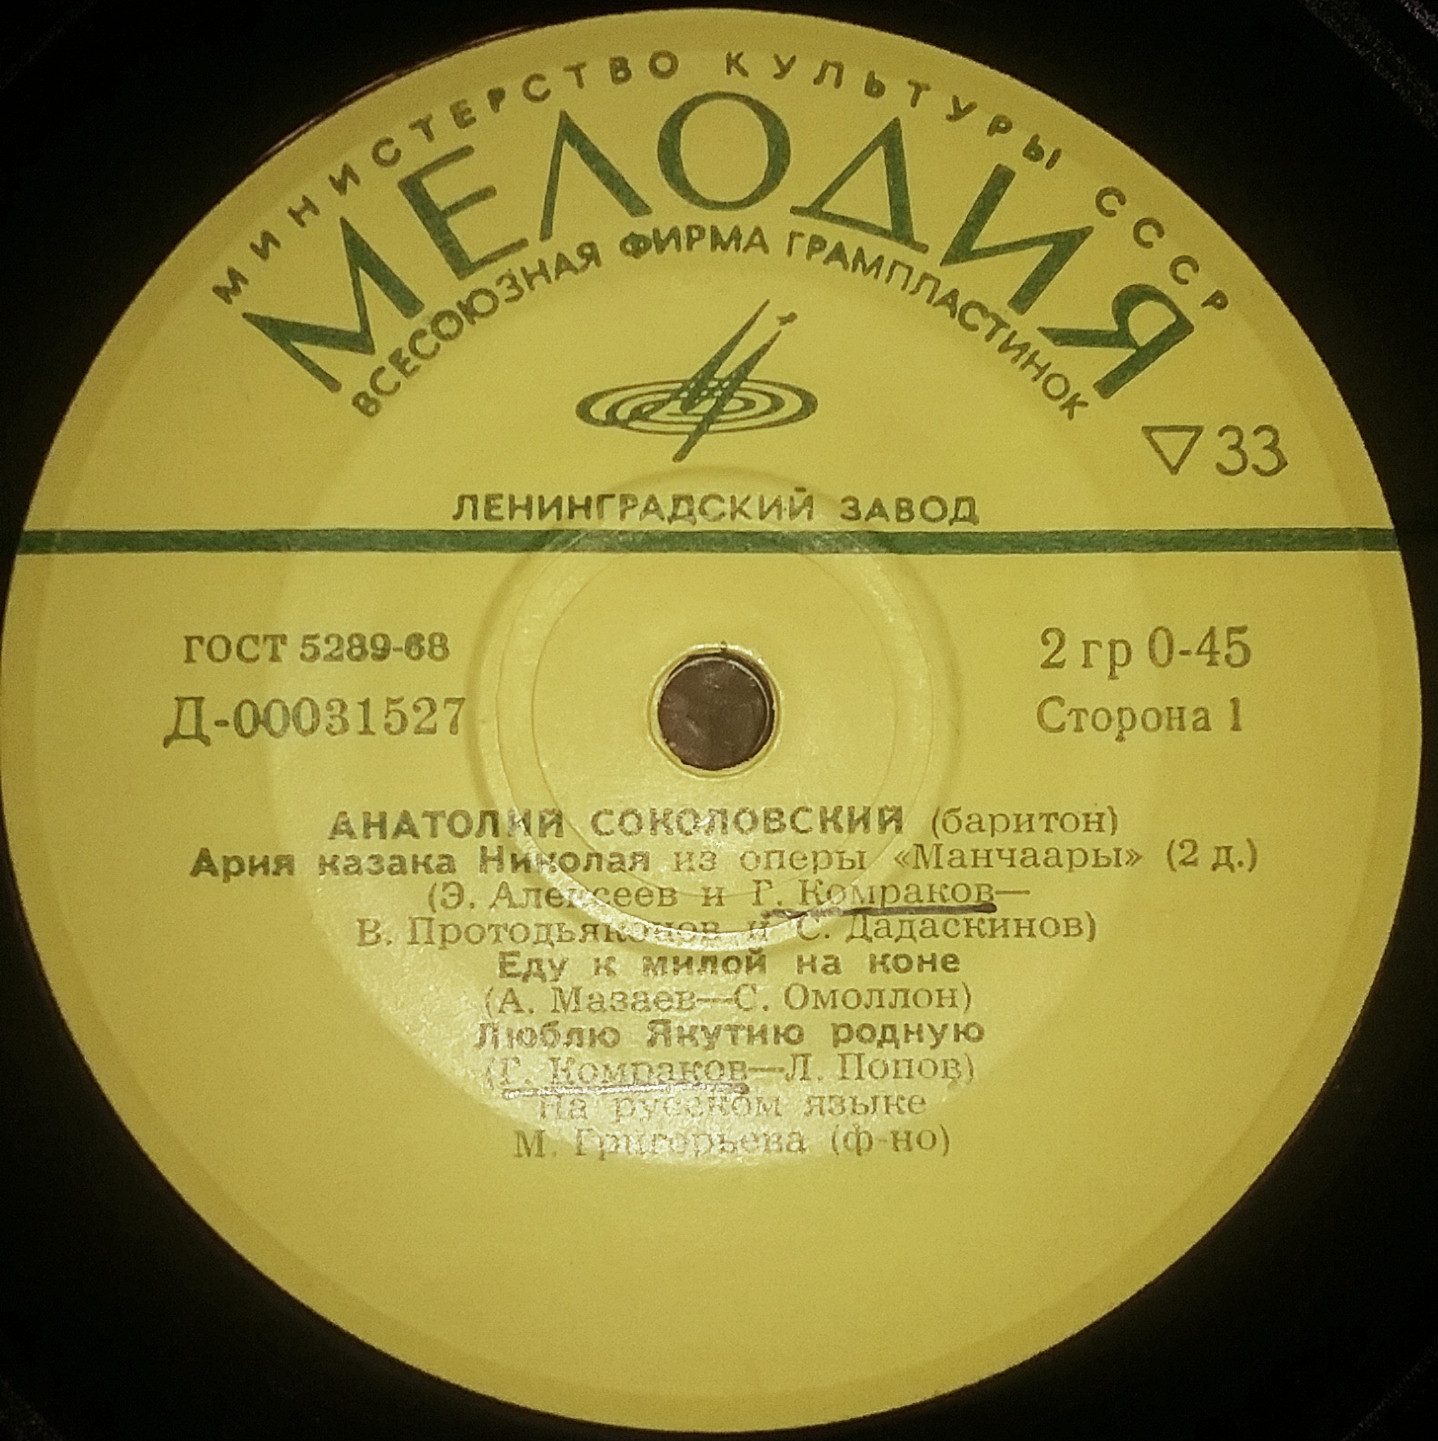 МИНИСТЕРСТВО КУЛЬТУРЫ СССР
МЕЛОДИЯ
ВСЕСОЮЗНАЯ ФИРМА ГРАМПЛАСТИНОК
▽33
ЛЕНИНГРАДСКИЙ ЗАВОД
ГОСТ 5289-68
2 гр 0-45
Д-00031527
Сторона 1
АНАТОЛИЙ СОКОЛОВСКИЙ (баритон)
Ария казака Николая из оперы «Манчаары» (2 д.)
(Э. Алексеев и Г. Комраков—
В. Протодьяконов и С. Дадаскинов)
Еду к милой на коне
(А. Мазаев—С. Омоллон)
Люблю Якутию родную
(Г. Комраков—Л. Попов)
На русском языке
М. Григорьева (ф-но)